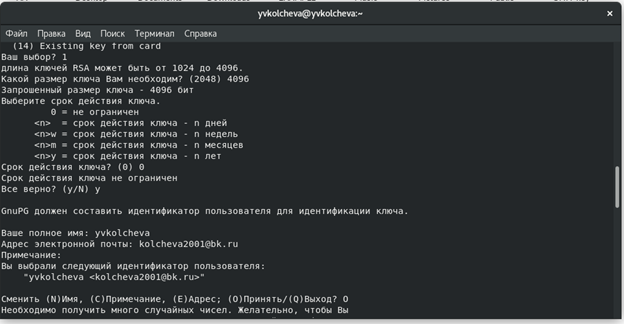 yvkolcheva@yvkolcheva:~
Файл Правка Вид Поиск Терминал Справка
(14) Existing key from card
Ваш выбор? 1
длина ключей RSA может быть от 1024 до 4096.
Какой размер ключа Вам необходим? (2048) 4096
Запрошенный размер ключа - 4096 бит
Выберите срок действия ключа.
0 = не ограничен
<n> = срок действия ключа - n дней
<n>w = срок действия ключа - n недель
<n>m = срок действия ключа - n месяцев
<n>y = срок действия ключа - n лет
Срок действия ключа? (0) 0
Срок действия ключа не ограничен
Все верно? (y/N) y
GnuPG должен составить идентификатор пользователя для идентификации ключа.
Ваше полное имя: yvkolcheva
Адрес электронной почты: kolcheva2001@bk.ru
Примечание:
Вы выбрали следующий идентификатор пользователя:
"yvkolcheva <kolcheva2001@bk.ru>"
Сменить (N)Имя, (C)Примечание, (E)Адрес; (O)Принять/(Q)Выход? O
Необходимо получить много случайных чисел. Желательно, чтобы Вы